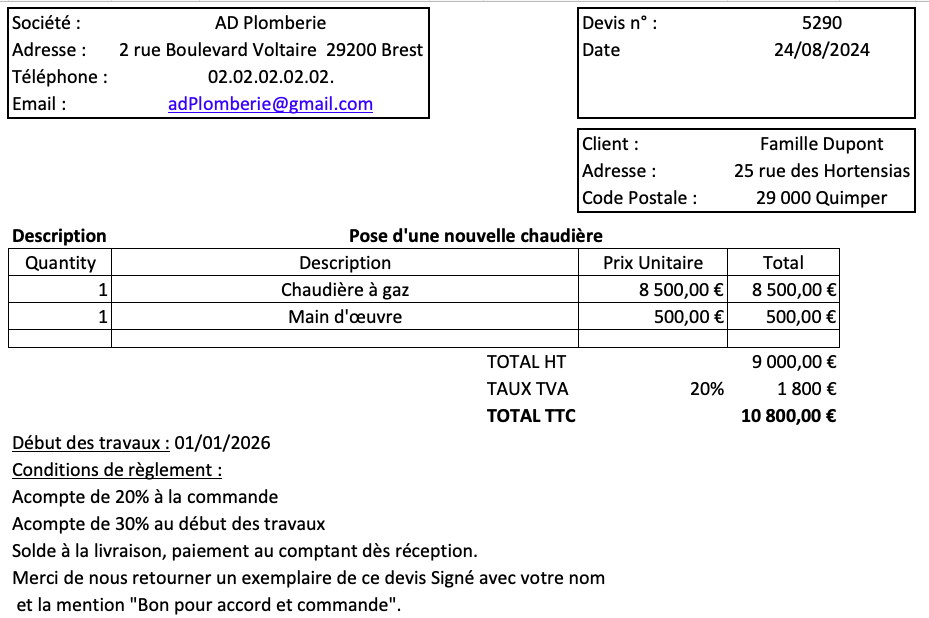 Société : AD Plomberie
Adresse : 2 rue Boulevard Voltaire 29200 Brest
Téléphone : 02.02.02.02.02.
Email : adPlomberie@gmail.com
Devis n° : 5290
Date 24/08/2024
Client : Famille Dupont
Adresse : 25 rue des Hortensias
Code Postale : 29 000 Quimper
Description Pose d'une nouvelle chaudière
Quantity Description Prix Unitaire Total
1 Chaudière à gaz 8 500,00 € 8 500,00 €
1 Main d'œuvre 500,00 € 500,00 €
TOTAL HT 9 000,00 €
TAUX TVA 20% 1 800 €
TOTAL TTC 10 800,00 €
Début des travaux : 01/01/2026
Conditions de règlement :
Acompte de 20% à la commande
Acompte de 30% au début des travaux
Solde à la livraison, paiement au comptant dès réception.
Merci de nous retourner un exemplaire de ce devis Signé avec votre nom
et la mention "Bon pour accord et commande".